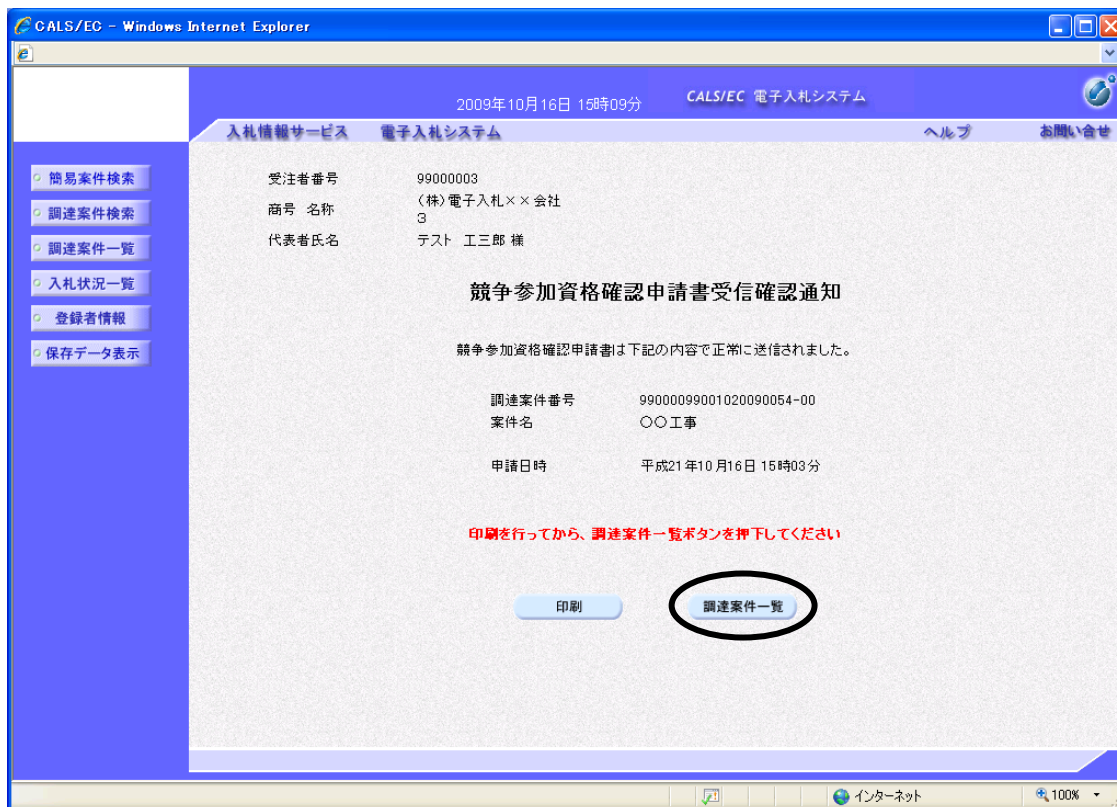 CALS/EC - Windows Internet Explorer
2009年10月16日 15時09分
CALS/EC 電子入札システム
入札情報サービス 電子入札システム ヘルプ お問い合せ
簡易案件検索
調達案件検索
調達案件一覧
入札状況一覧
登録者情報
保存データ表示
受注者番号 99000003
商号 名称 (株)電子入札××会社
3
代表者氏名 テスト 工三郎 様
競争参加資格確認申請書受信確認通知
競争参加資格確認申請書は下記の内容で正常に送信されました。
調達案件番号 99000099001020090054-00
案件名 〇〇工事
申請日時 平成21年10月16日 15時03分
印刷を行ってから、調達案件一覧ボタンを押下してください
印刷 調達案件一覧
インターネット 100%